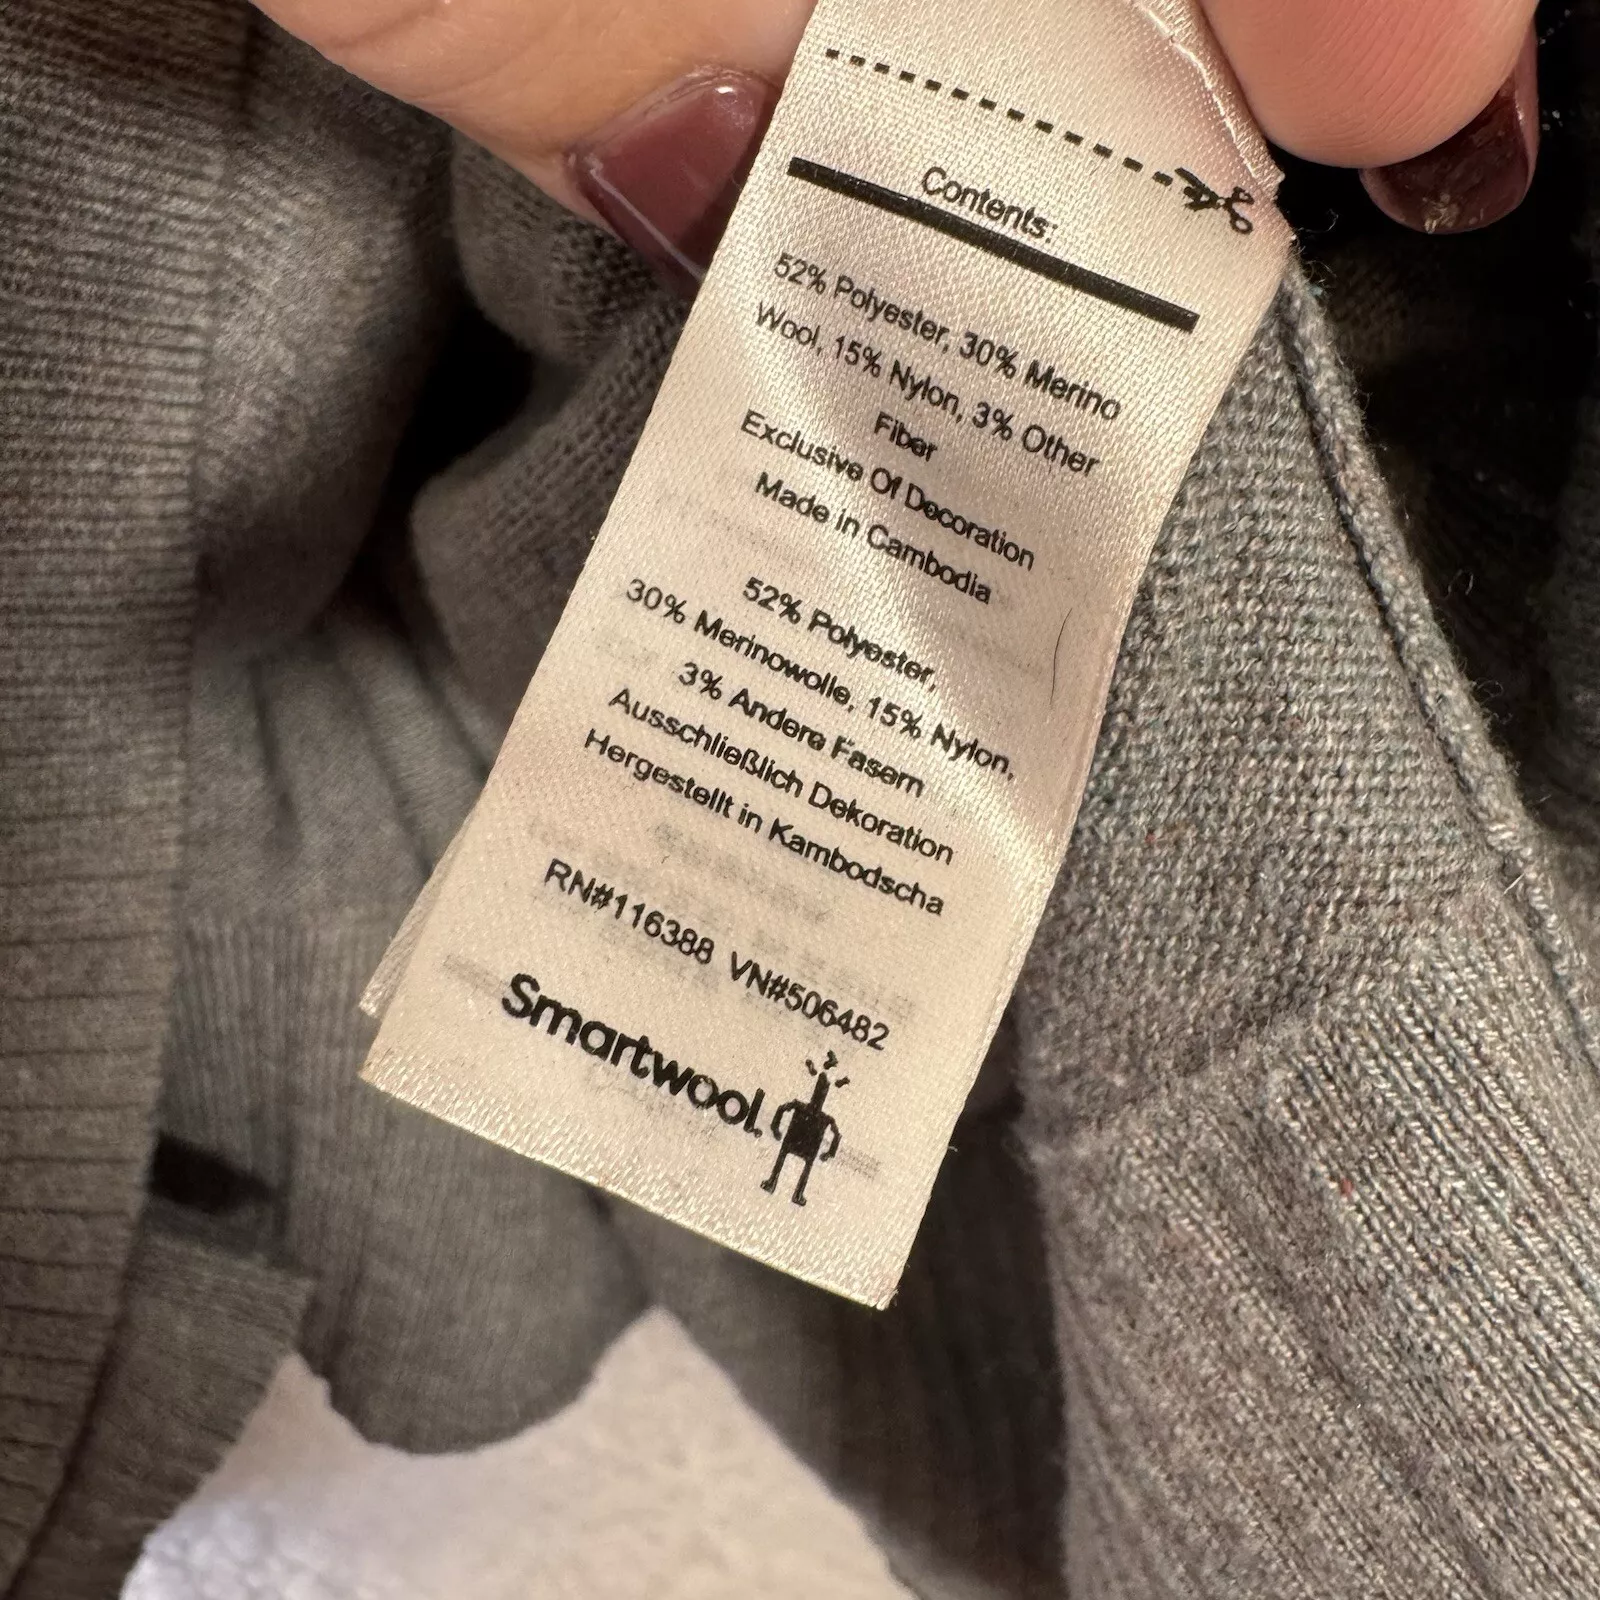 Contents:
52% Polyester, 30% Merino
Wool, 15% Nylon, 3% Other
Fiber
Exclusive Of Decoration
Made in Cambodia
52% Polyester,
30% Merinowolle, 15% Nylon,
3% Andere Fasern
Ausschließlich Dekoration
Hergestellt in Kambodscha
RN#116388 VN#506482
Smartwool.